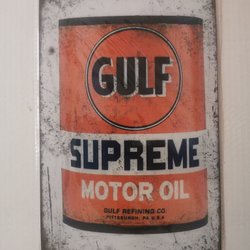 GULF
SUPREME
MOTOR OIL
GULF REFINING CO.
PITTSBURGH, PA. U.S.A